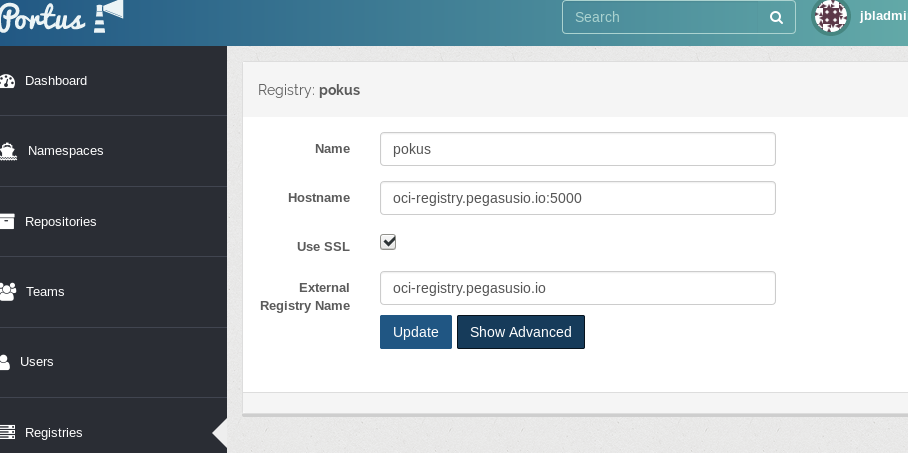 Portus
Search
jbladmi
Dashboard
Namespaces
Repositories
Teams
Users
Registries
Registry: pokus
Name
pokus
Hostname
oci-registry.pegasusio.io:5000
Use SSL
External
Registry Name
oci-registry.pegasusio.io
Update
Show Advanced